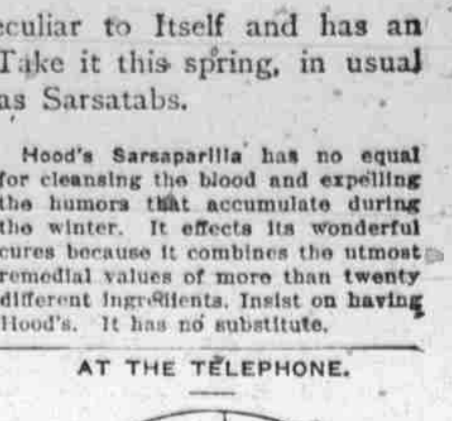 eculiar to Itself and has an
Take it this spring, in usual
as Sarsatabs.
Hood's Sarsaparilla has no equal
for cleansing the blood and expelling
the humors that accumulate during
the winter. It effects its wonderful
cures because it combines the utmost
remedial values of more than twenty
different ingredients. Insist on having
Hood's. It has no substitute.
AT THE TELEPHONE.